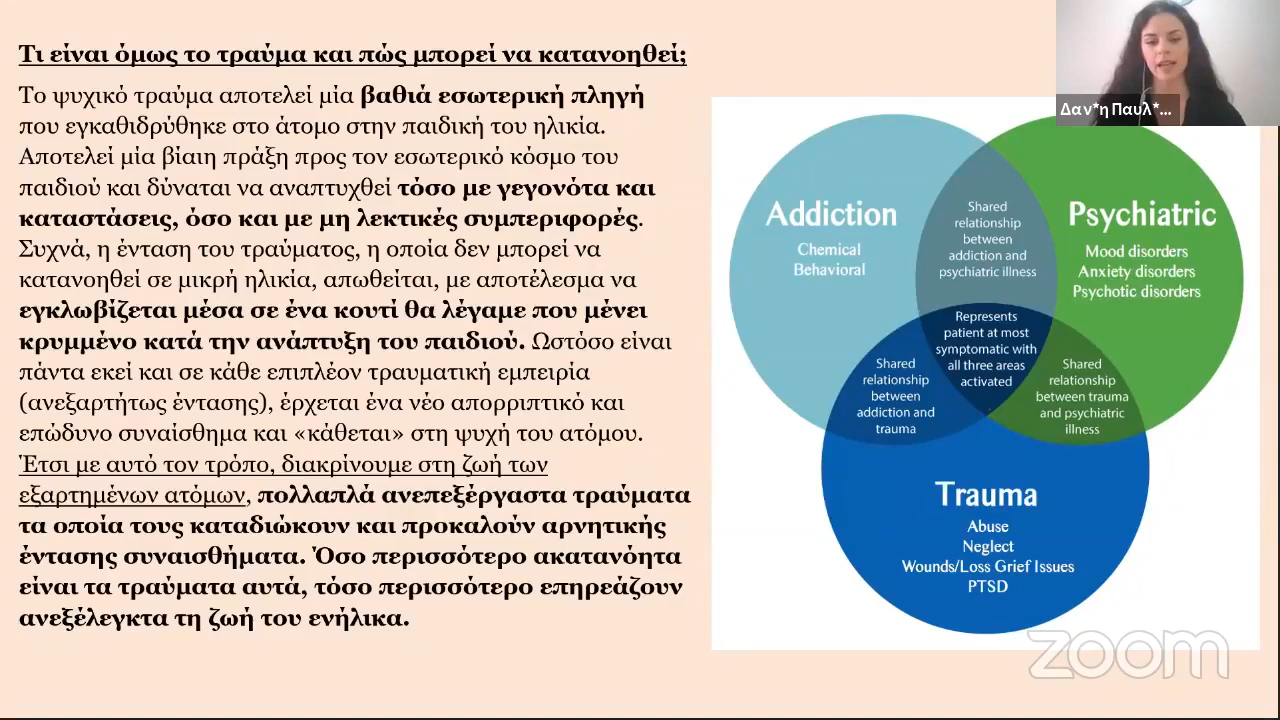 Τι είναι όμως το τραύμα και πώς μπορεί να κατανοηθεί;
Το ψυχικό τραύμα αποτελεί μία βαθιά εσωτερική πληγή
που εγκαθιδρύθηκε στο άτομο στην παιδική του ηλικία.
Αποτελεί μία βίαιη πράξη προς τον εσωτερικό κόσμο του
παιδιού και δύναται να αναπτυχθεί τόσο με γεγονότα και
καταστάσεις, όσο και με μη λεκτικές συμπεριφορές.
Συχνά, η ένταση του τραύματος, η οποία δεν μπορεί να
κατανοηθεί σε μικρή ηλικία, απωθείται, με αποτέλεσμα να
εγκλωβίζεται μέσα σε ένα κουτί θα λέγαμε που μένει
κρυμμένο κατά την ανάπτυξη του παιδιού. Ωστόσο είναι
πάντα εκεί και σε κάθε επιπλέον τραυματική εμπειρία
(ανεξαρτήτως έντασης), έρχεται ένα νέο απορριπτικό και
επώδυνο συναίσθημα και «κάθεται» στη ψυχή του ατόμου.
Έτσι με αυτό τον τρόπο, διακρίνουμε στη ζωή των
εξαρτημένων ατόμων, πολλαπλά ανεπεξέργαστα τραύματα
τα οποία τους καταδιώκουν και προκαλούν αρνητικής
έντασης συναισθήματα. Όσο περισσότερο ακατανόητα
είναι τα τραύματα αυτά, τόσο περισσότερο επηρεάζουν
ανεξέλεγκτα τη ζωή του ενήλικα.
Δαν*η Παυλ*...
Addiction
Chemical
Behavioral
Shared
relationship
between
addiction and
psychiatric illness
Psychiatric
Mood disorders
Anxiety disorders
Psychotic disorders
Represents
patient at most
symptomatic with
all three areas
activated
Shared
relationship
between
addiction and
trauma
Shared
relationship
between trauma
and psychiatric
illness
Trauma
Abuse
Neglect
Wounds/Loss Grief Issues
PTSD
zoom